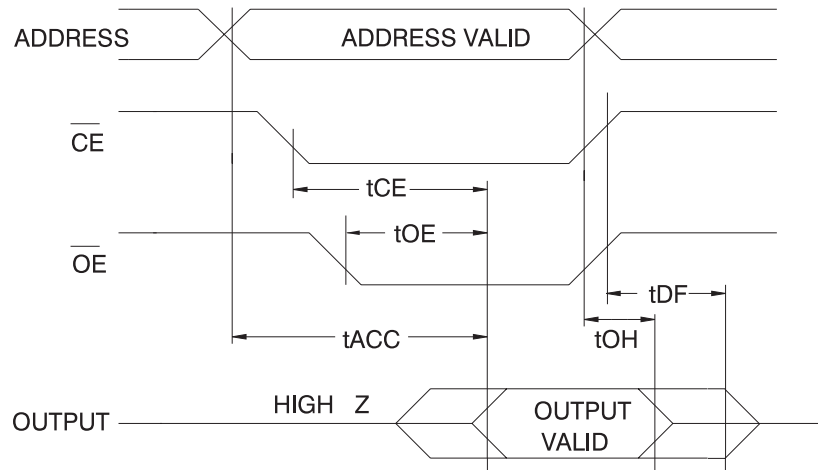 ADDRESS
ADDRESS VALID
CE
tCE
tOE
OE
tDF
tACC
tOH
HIGH Z
OUTPUT
OUTPUT
VALID